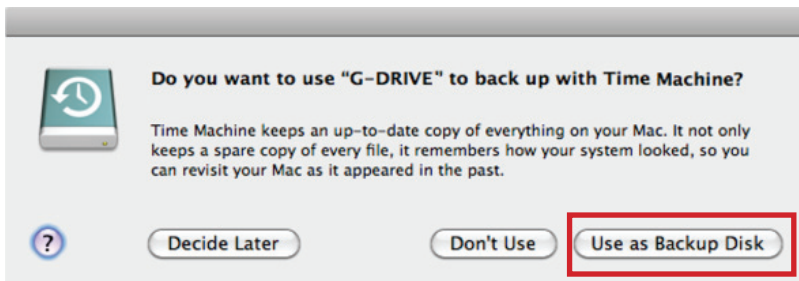 Do you want to use “G-DRIVE” to back up with Time Machine?
Time Machine keeps an up-to-date copy of everything on your Mac. It not only
keeps a spare copy of every file, it remembers how your system looked, so you
can revisit your Mac as it appeared in the past.
? Decide Later Don't Use Use as Backup Disk